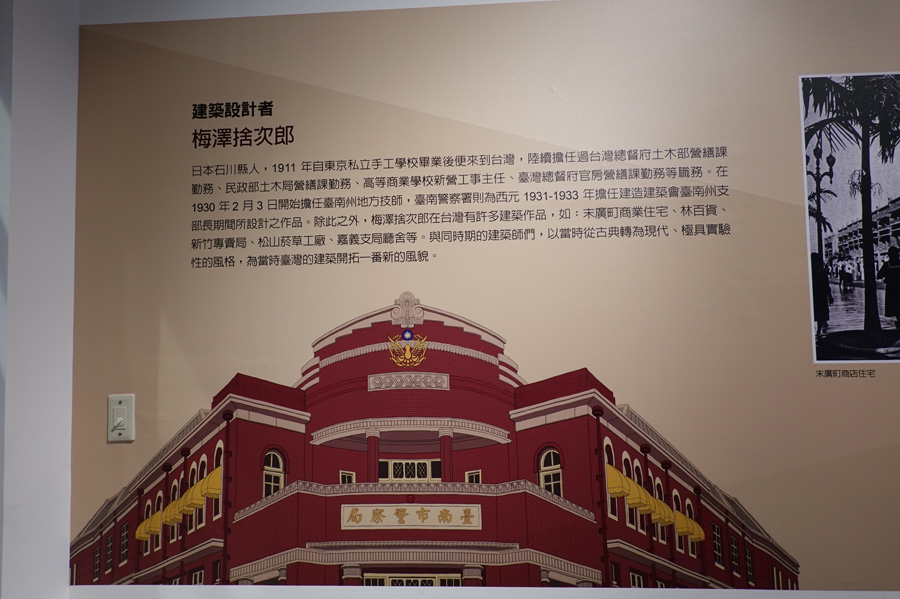 建築設計者
梅澤捨次郎
日本石川縣人，1911 年自東京私立手工學校畢業後便來到台灣，陸續擔任過台灣總督府土木部營繕課
勤務、民政部土木局營繕課勤務、高等商業學校新營工事主任、臺灣總督府官房營繕課勤務等職務。在
1930 年 2 月 3 日開始擔任臺南州地方技師，臺南警察署則為西元 1931-1933 年擔任建造建築會臺南州支
部長期間所設計之作品。除此之外，梅澤捨次郎在台灣有許多建築作品，如：末廣町商業住宅、林百貨、
新竹專賣局、松山菸草工廠、嘉義支局廳舍等。與同時期的建築師們，以當時從古典轉為現代、極具實驗
性的風格，為當時臺灣的建築開拓一番新的風貌。
末廣町商店住宅
局察警市南臺